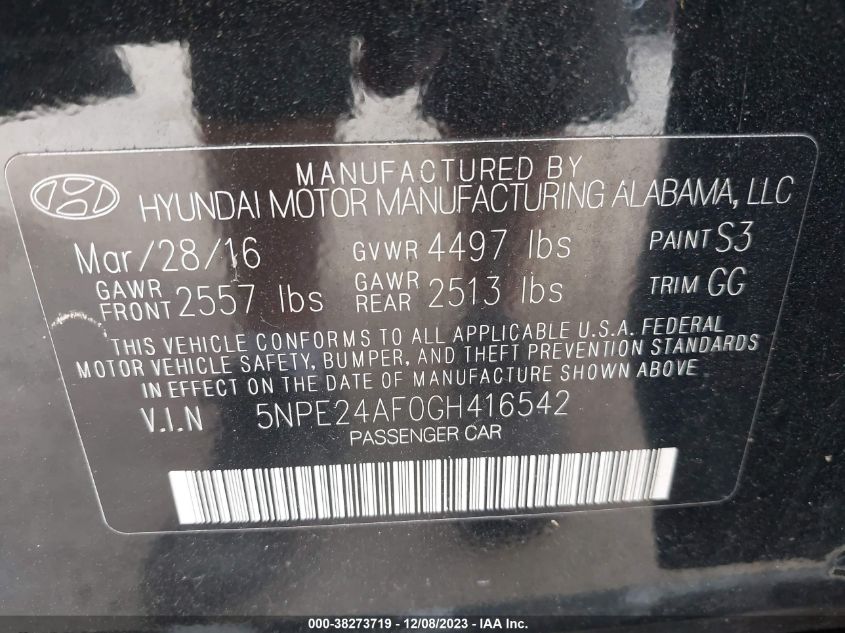 MANUFACTURED BY
HYUNDAI MOTOR MANUFACTURING ALABAMA, LLC
Mar/28/16 GVWR 4497 lbs PAINT S3
GAWR FRONT 2557 lbs GAWR REAR 2513 lbs TRIM GG
THIS VEHICLE CONFORMS TO ALL APPLICABLE U.S.A. FEDERAL
MOTOR VEHICLE SAFETY, BUMPER, AND THEFT PREVENTION STANDARDS
IN EFFECT ON THE DATE OF MANUFACTURE SHOWN ABOVE
V.I.N 5NPE24AF0GH416542
PASSENGER CAR
000-38273719 - 12/08/2023 - IAA Inc.